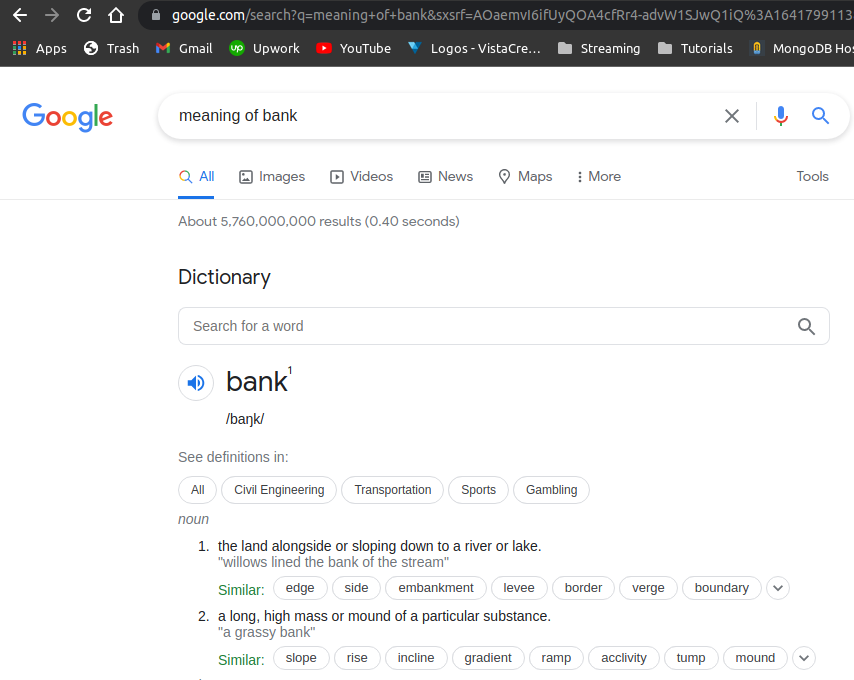 google.com/search?q=meaning+of+bank&sxsrf=AOaemvI6ifUyQOA4cfRr4-advW1SJwQ1iQ%3A1641799113
Apps Trash Gmail up Upwork YouTube Logos - VistaCre... Streaming Tutorials MongoDB Hos
Google
meaning of bank
All Images Videos News Maps More Tools
About 5,760,000,000 results (0.40 seconds)
Dictionary
Search for a word
bank1
/baŋk/
See definitions in:
All Civil Engineering Transportation Sports Gambling
noun
1. the land alongside or sloping down to a river or lake.
"willows lined the bank of the stream"
Similar: edge side embankment levee border verge boundary
2. a long, high mass or mound of a particular substance.
"a grassy bank"
Similar: slope rise incline gradient ramp acclivity tump mound